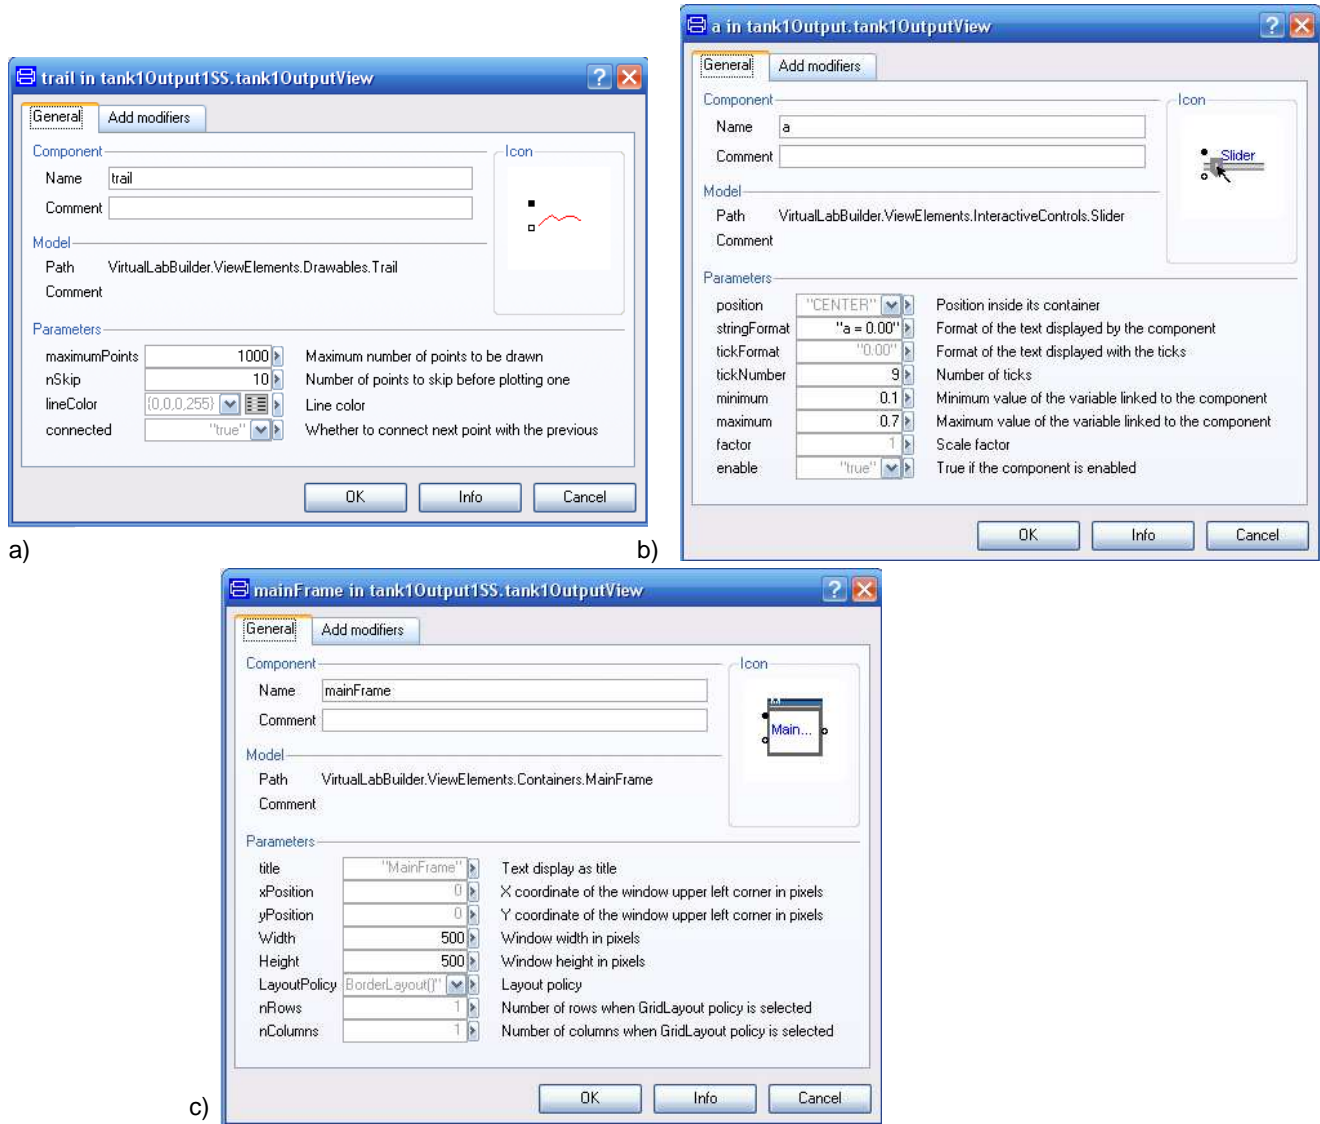 trail in tank1Output1SS.tank1OutputView
General Add modifiers
Component Icon
Name trail
Comment
Model
Path VirtualLabBuilder.ViewElements.Drawables.Trail
Comment
Parameters
maximumPoints 1000 Maximum number of points to be drawn
nSkip 10 Number of points to skip before plotting one
lineColor {0,0,0,255} Line color
connected "true" Whether to connect next point with the previous
OK Info Cancel
a)
a in tank1Output.tank1OutputView
General Add modifiers
Component Icon
Name a
Comment
Slider
Model
Path VirtualLabBuilder.ViewElements.InteractiveControls.Slider
Comment
Parameters
position "CENTER" Position inside its container
stringFormat "a = 0.00" Format of the text displayed by the component
tickFormat "0.00" Format of the text displayed with the ticks
tickNumber 9 Number of ticks
minimum 0.1 Minimum value of the variable linked to the component
maximum 0.7 Maximum value of the variable linked to the component
factor 1 Scale factor
enable "true" True if the component is enabled
OK Info Cancel
b)
mainFrame in tank1Output1SS.tank1OutputView
General Add modifiers
Component Icon
Name mainFrame
Comment
M
Main...
Model
Path VirtualLabBuilder.ViewElements.Containers.MainFrame
Comment
Parameters
title "MainFrame" Text display as title
xPosition 0 X coordinate of the window upper left corner in pixels
yPosition 0 Y coordinate of the window upper left corner in pixels
Width 500 Window width in pixels
Height 500 Window height in pixels
LayoutPolicy BorderLayout()" Layout policy
nRows 1 Number of rows when GridLayout policy is selected
nColumns 1 Number of columns when GridLayout policy is selected
OK Info Cancel
c)